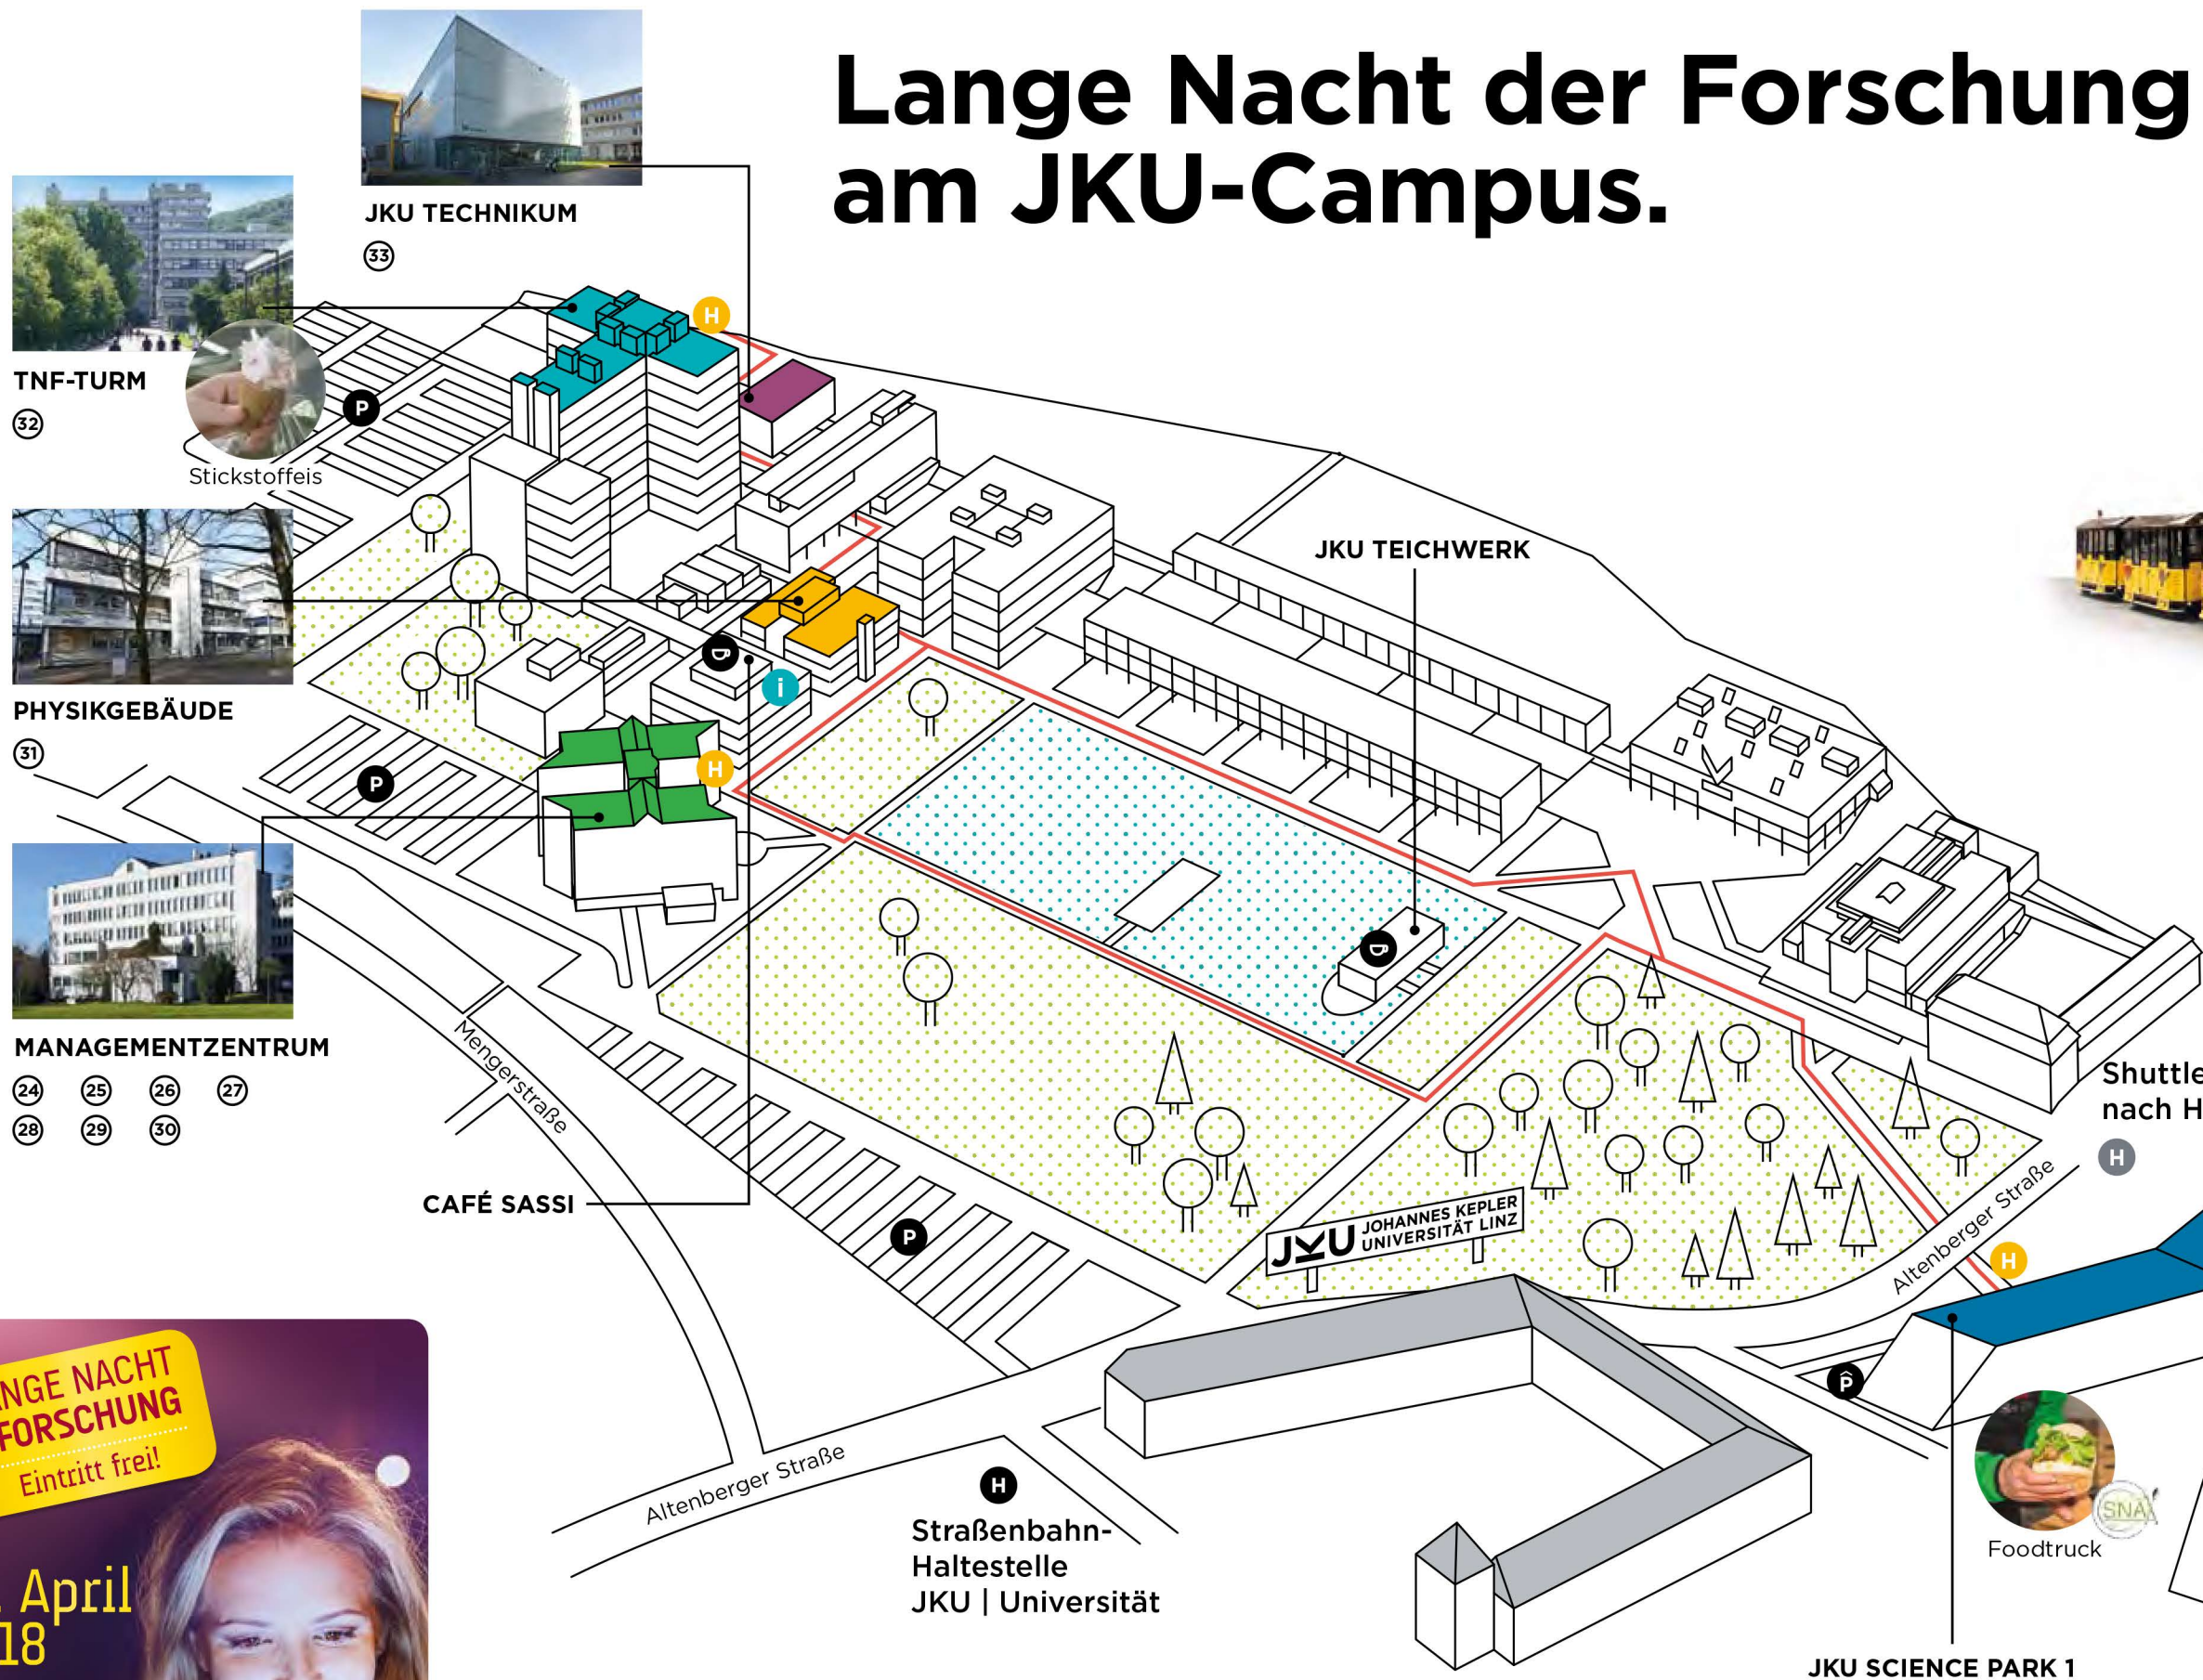 Lange Nacht der Forschung
am JKU-Campus.
JKU TECHNIKUM
33
TNF-TURM
32
Stickstoffeis
P
H
PHYSIKGEBÄUDE
31
JKU TEICHWERK
i
H
P
MANAGEMENTZENTRUM
24 25 26 27
28 29 30
Mengerstraße
CAFÉ SASSI
P
JKU JOHANNES KEPLER
UNIVERSITÄT LINZ
Shuttle
nach H
H
Altenberger Straße
H
P
Foodtruck
SNA
Altenberger Straße
H
Straßenbahn-
Haltestelle
JKU | Universität
JKU SCIENCE PARK 1
NGE NACHT
FORSCHUNG
Eintritt frei!
. April
18